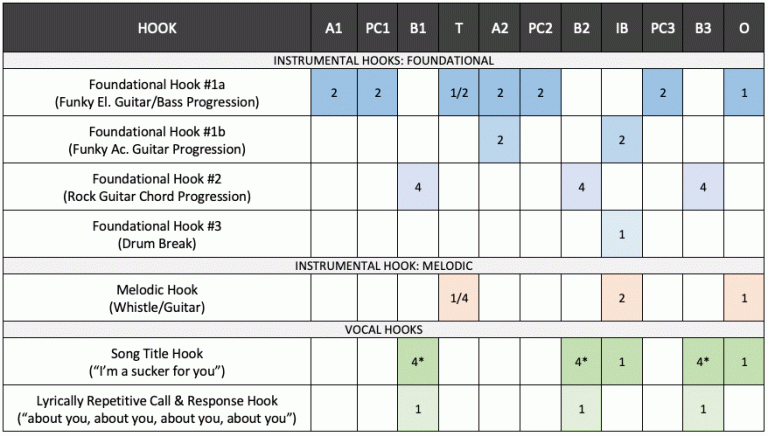 HOOK A1 PC1 B1 T A2 PC2 B2 IB PC3 B3 O
INSTRUMENTAL HOOKS: FOUNDATIONAL
Foundational Hook #1a
(Funky El. Guitar/Bass Progression)
2 2 1/2 2 2 2 1
Foundational Hook #1b
(Funky Ac. Guitar Progression)
2 2
Foundational Hook #2
(Rock Guitar Chord Progression)
4 4 4
Foundational Hook #3
(Drum Break)
1
INSTRUMENTAL HOOK: MELODIC
Melodic Hook
(Whistle/Guitar)
1/4 2 1
VOCAL HOOKS
Song Title Hook
(“I’m a sucker for you”)
4* 4* 1 4* 1
Lyrically Repetitive Call & Response Hook
(“about you, about you, about you, about you”)
1 1 1